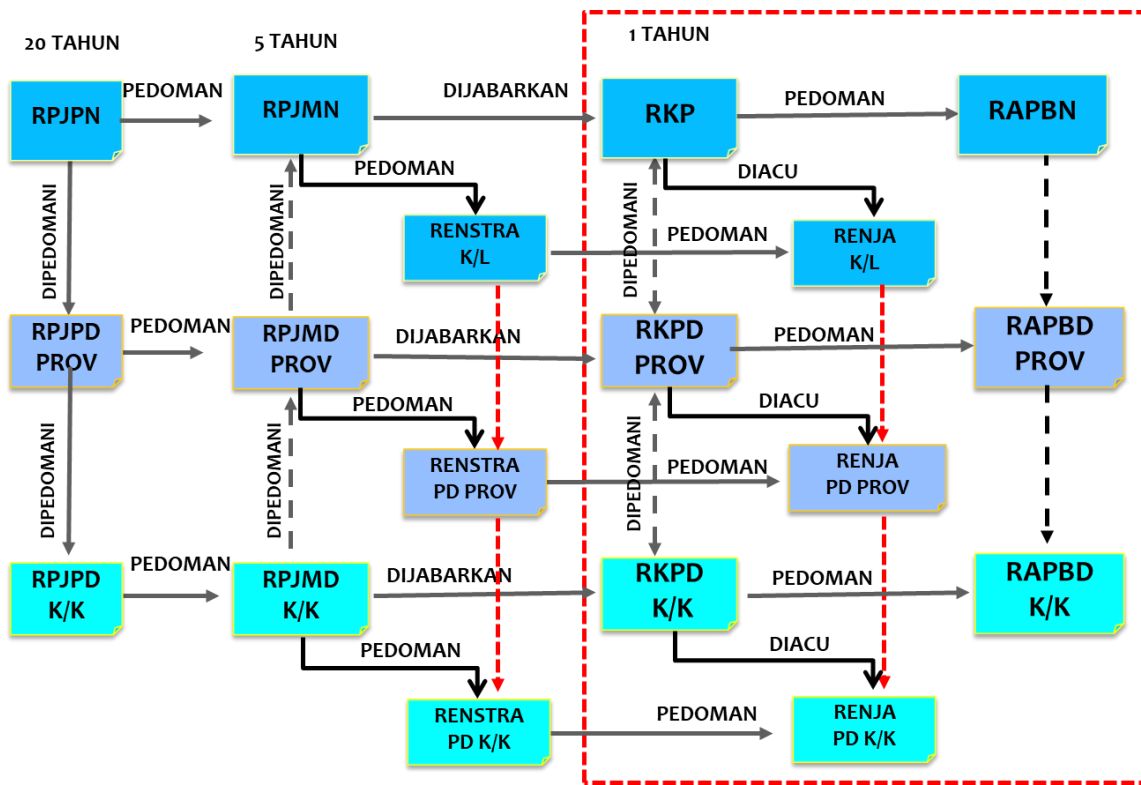 20 TAHUN
5 TAHUN
1 TAHUN
RPJPN
PEDOMAN
RPJMN
DIJABARKAN
RKP
PEDOMAN
RAPBN
DIPEDOMANI
DIPEDOMANI
PEDOMAN
RENSTRA
K/L
PEDOMAN
DIPEDOMANI
DIACU
RENJA
K/L
RPJPD
PROV
PEDOMAN
RPJMD
PROV
DIJABARKAN
RKPD
PROV
PEDOMAN
RAPBD
PROV
DIPEDOMANI
DIPEDOMANI
PEDOMAN
RENSTRA
PD PROV
PEDOMAN
DIPEDOMANI
DIACU
RENJA
PD PROV
RPJPD
K/K
PEDOMAN
RPJMD
K/K
DIJABARKAN
RKPD
K/K
PEDOMAN
RAPBD
K/K
PEDOMAN
RENSTRA
PD K/K
PEDOMAN
DIACU
RENJA
PD K/K